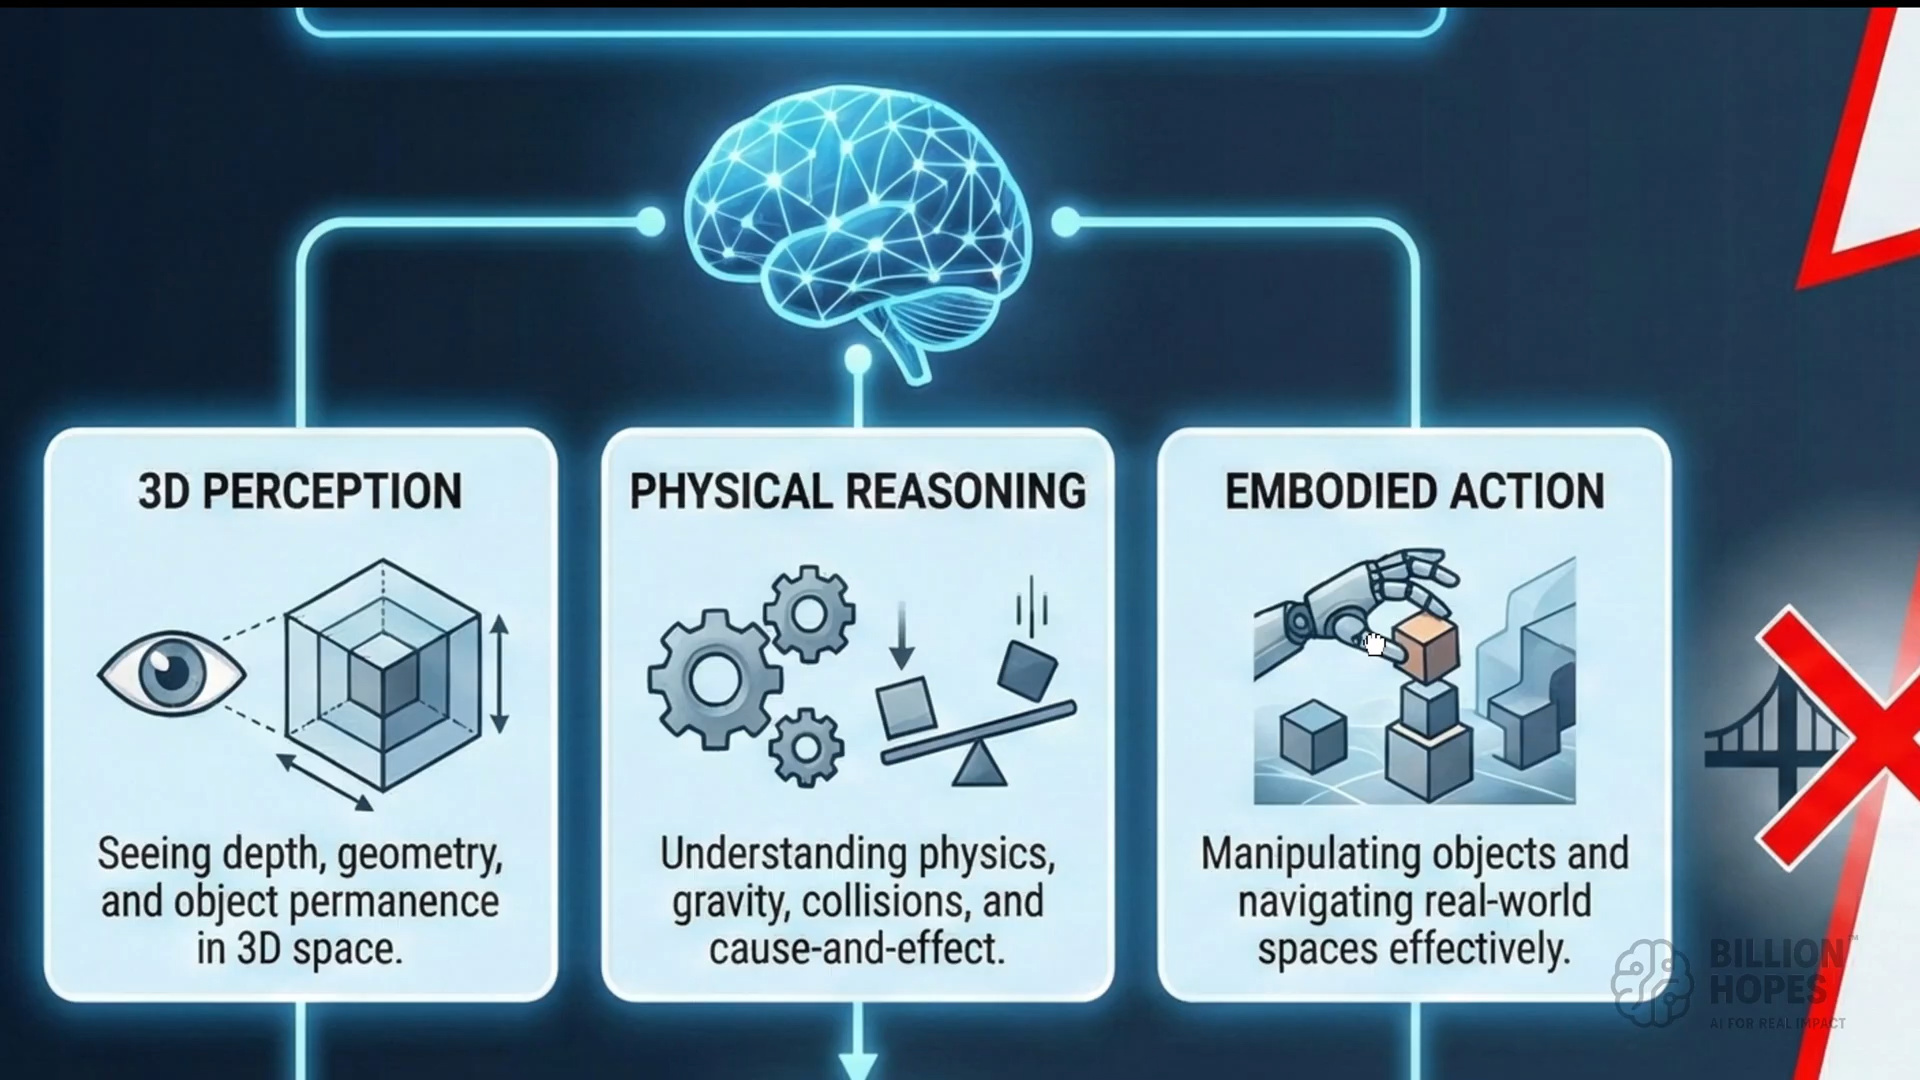 3D PERCEPTION
Seeing depth, geometry,
and object permanence
in 3D space.
PHYSICAL REASONING
Understanding physics,
gravity, collisions, and
cause-and-effect.
EMBODIED ACTION
Manipulating objects and
navigating real-world
spaces effectively.
BILLION
HOPES
AI FOR REAL IMPACT